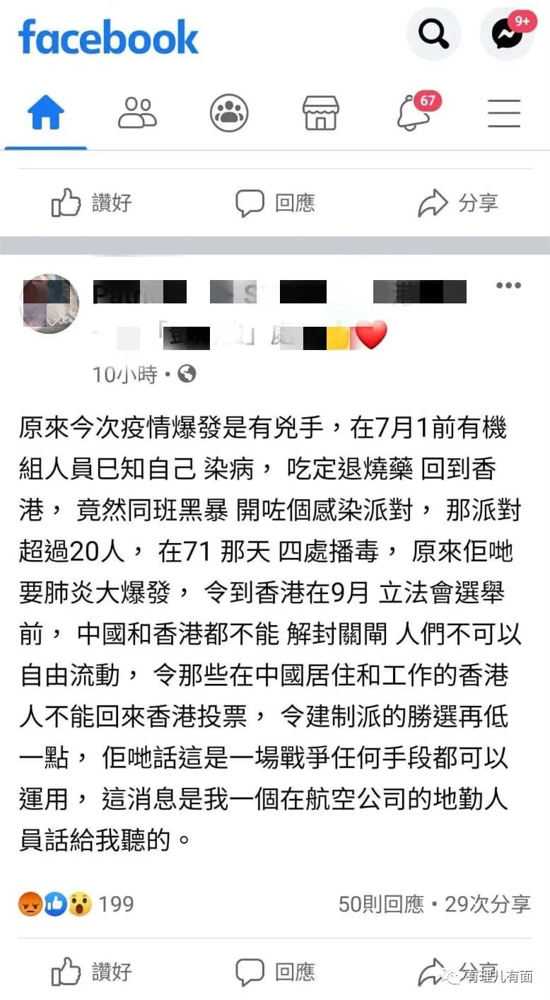 facebook
9+
67
讚好
回應
分享
10小時
原來今次疫情爆發是有兇手，在7月1前有機
組人員巳知自己 染病， 吃定退燒藥 回到香
港， 竟然同班黑暴 開咗個感染派對， 那派對
超過20人， 在71 那天 四處播毒， 原來佢哋
要肺炎大爆發， 令到香港在9月 立法會選舉
前， 中國和香港都不能 解封關閘 人們不可以
自由流動， 令那些在中國居住和工作的香港
人不能回來香港投票， 令建制派的勝選再低
一點， 佢哋話這是一場戰爭任何手段都可以
運用， 這消息是我一個在航空公司的地勤人
員話給我聽的。
199
50則回應・29次分享
讚好
回應
分享
有理儿有面